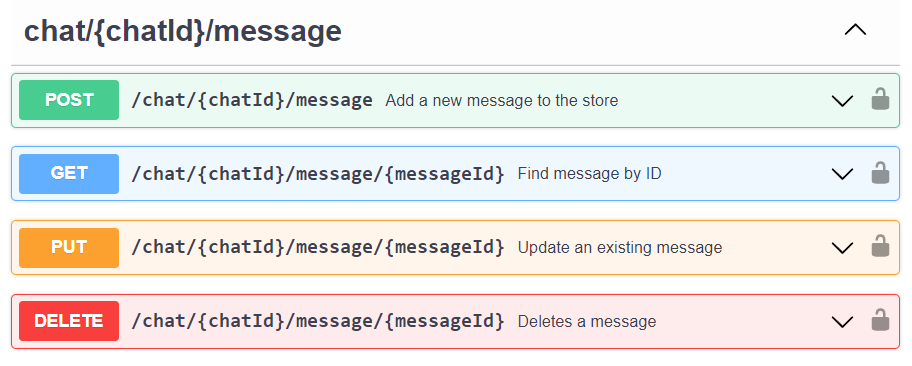 chat/{chatId}/message
POST /chat/{chatId}/message Add a new message to the store
GET /chat/{chatId}/message/{messageId} Find message by ID
PUT /chat/{chatId}/message/{messageId} Update an existing message
DELETE /chat/{chatId}/message/{messageId} Deletes a message